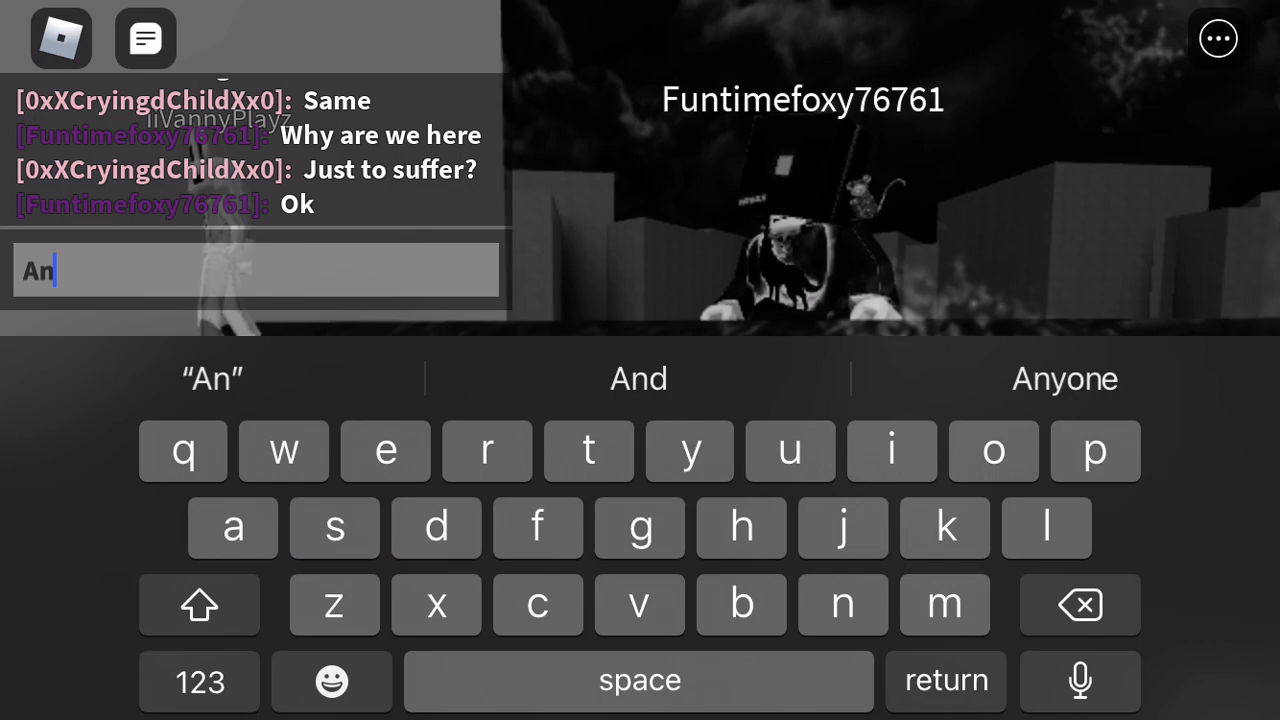 [0xXCryingdChildXx0]: Same
iiVannyPlayz
[Funtimefoxy76761]: Why are we here
[0xXCryingdChildXx0]: Just to suffer?
[Funtimefoxy76761]: Ok
An
Funtimefoxy76761
“An” And Anyone
q w e r t y u i o p
a s d f g h j k l
z x c v b n m
123 space return